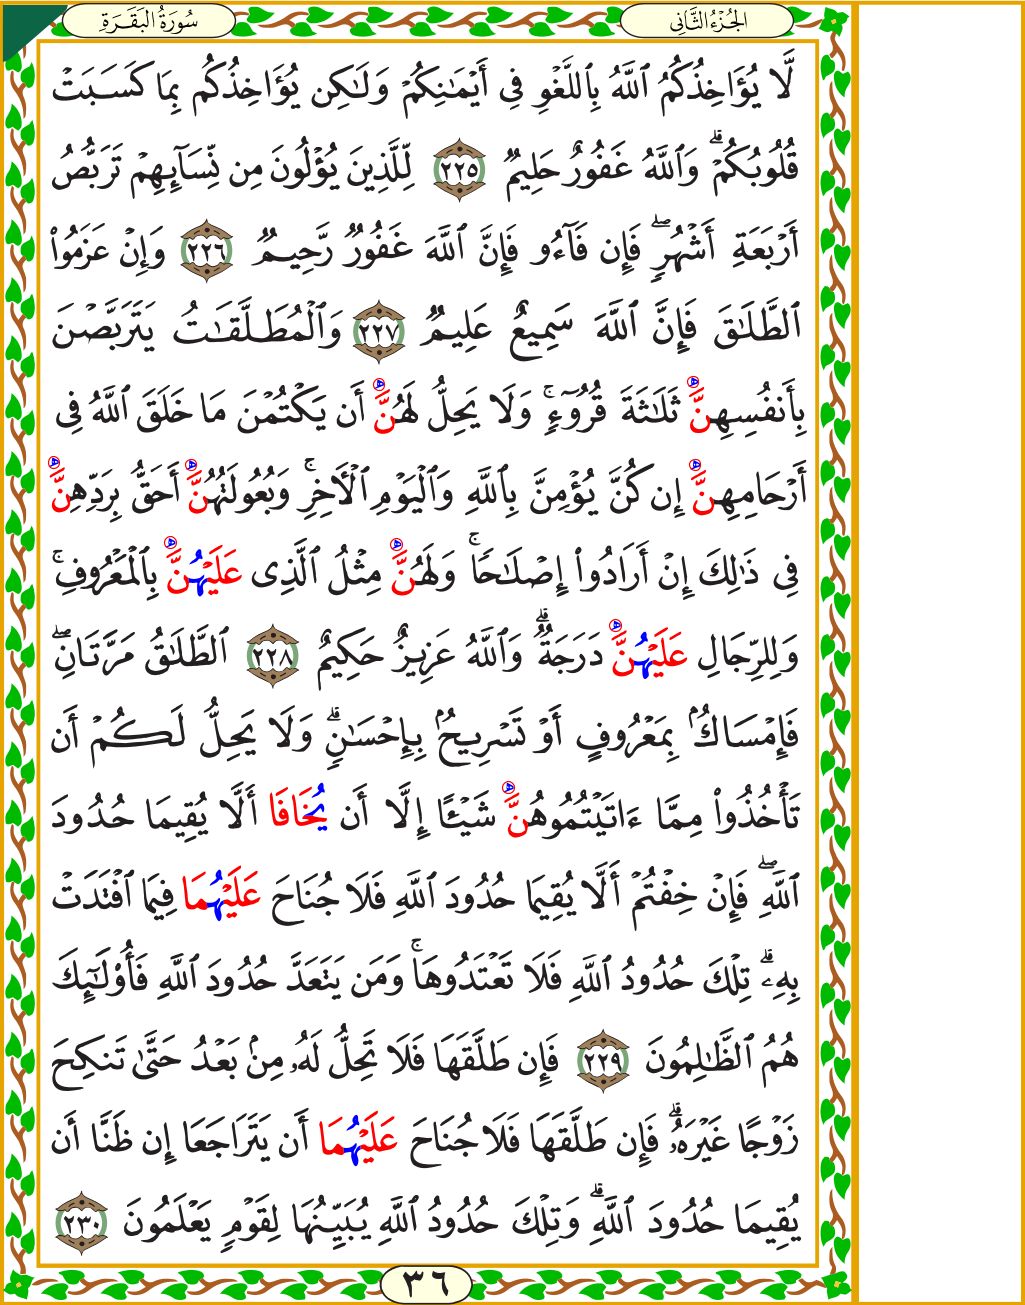 سُورَةُ البَقَرَةِ
الجُزْءُ الثَّانِي
لَّا يُؤَاخِذُكُمُ ٱللَّهُ بِٱللَّغْوِ فِىٓ أَيْمَٰنِكُمْ وَلَٰكِن يُؤَاخِذُكُم بِمَا كَسَبَتْ
قُلُوبُكُمْ ۗ وَٱللَّهُ غَفُورٌ حَلِيمٌ ٢٢٥ لِّلَّذِينَ يُؤْلُونَ مِن نِّسَآئِهِمْ تَرَبُّصُ
أَرْبَعَةِ أَشْهُرٍ ۖ فَإِن فَآءُو فَإِنَّ ٱللَّهَ غَفُورٌ رَّحِيمٌ ٢٢٦ وَإِنْ عَزَمُوا۟
ٱلطَّلَٰقَ فَإِنَّ ٱللَّهَ سَمِيعٌ عَلِيمٌ ٢٢٧ وَٱلْمُطَلَّقَٰتُ يَتَرَبَّصْنَ
بِأَنفُسِهِنَّ ثَلَٰثَةَ قُرُوٓءٍ ۚ وَلَا يَحِلُّ لَهُنَّ أَن يَكْتُمْنَ مَا خَلَقَ ٱللَّهُ فِىٓ
أَرْحَامِهِنَّ إِن كُنَّ يُؤْمِنَّ بِٱللَّهِ وَٱلْيَوْمِ ٱلْءَاخِرِ ۚ وَبُعُولَتُهُنَّ أَحَقُّ بِرَدِّهِنَّ
فِى ذَٰلِكَ إِنْ أَرَادُوٓا۟ إِصْلَٰحًا ۚ وَلَهُنَّ مِثْلُ ٱلَّذِى عَلَيْهُنَّ بِٱلْمَعْرُوفِ ۚ
وَلِلرِّجَالِ عَلَيْهُنَّ دَرَجَةٌ ۗ وَٱللَّهُ عَزِيزٌ حَكِيمٌ ٢٢٨ ٱلطَّلَٰقُ مَرَّتَانِ ۖ
فَإِمْسَاكٌۢ بِمَعْرُوفٍ أَوْ تَسْرِيحٌۢ بِإِحْسَٰنٍ ۗ وَلَا يَحِلُّ لَكُمْ أَن
تَأْخُذُوا۟ مِمَّآ ءَاتَيْتُمُوهُنَّ شَيْـًٔا إِلَّآ أَن يُخَافَآ أَلَّا يُقِيمَا حُدُودَ
ٱللَّهِ ۖ فَإِنْ خِفْتُمْ أَلَّا يُقِيمَا حُدُودَ ٱللَّهِ فَلَا جُنَاحَ عَلَيْهُمَا فِيمَا ٱفْتَدَتْ
بِهِۦ ۗ تِلْكَ حُدُودُ ٱللَّهِ فَلَا تَعْتَدُوهَا ۚ وَمَن يَتَعَدَّ حُدُودَ ٱللَّهِ فَأُو۟لَٰٓئِكَ
هُمُ ٱلظَّٰلِمُونَ ٢٢٩ فَإِن طَلَّقَهَا فَلَا تَحِلُّ لَهُۥ مِنۢ بَعْدُ حَتَّىٰ تَنكِحَ
زَوْجًا غَيْرَهُۥ ۗ فَإِن طَلَّقَهَا فَلَا جُنَاحَ عَلَيْهُمَآ أَن يَتَرَاجَعَآ إِن ظَنَّآ أَن
يُقِيمَا حُدُودَ ٱللَّهِ ۗ وَتِلْكَ حُدُودُ ٱللَّهِ يُبَيِّنُهَا لِقَوْمٍ يَعْلَمُونَ ٢٣٠
٣٦